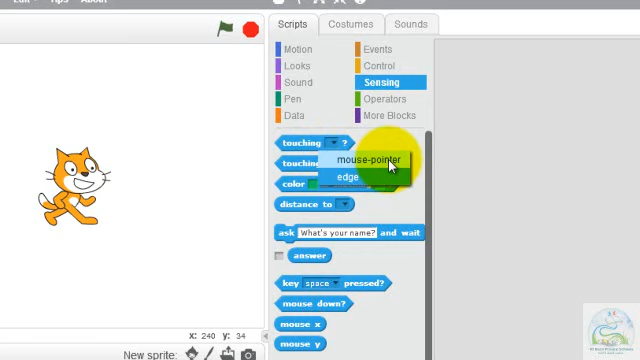 Tips About
Scripts Costumes Sounds
Motion Events
Looks Control
Sound Sensing
Pen Operators
Data More Blocks
touching ?
mouse-pointer
touching
edge
color
distance to
ask What's your name? and wait
answer
key space pressed?
mouse down?
mouse x
mouse y
x: 240 y: 34
New sprite: